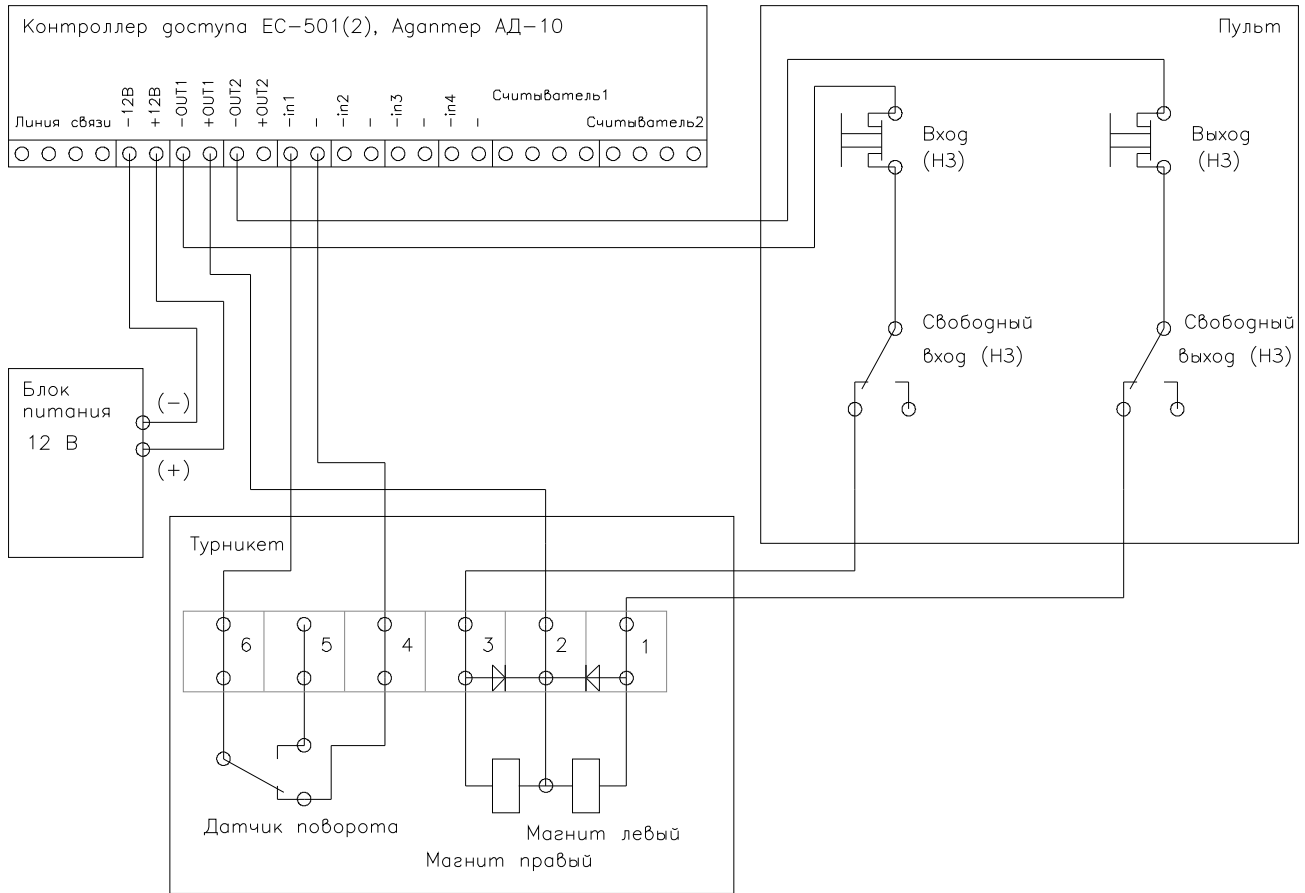 Контроллер доступа ЕС-501(2), Адаптер АД-10
Линия связи
-12В
+12В
-OUT1
+OUT1
-OUT2
+OUT2
-in1
-
-in2
-
-in3
-
-in4
-
Считыватель1
Считыватель2
Пульт
Вход
(НЗ)
Выход
(НЗ)
Свободный
вход (НЗ)
Свободный
выход (НЗ)
Блок
питания
12 В
(-)
(+)
Турникет
6
5
4
3
2
1
Датчик поворота
Магнит левый
Магнит правый